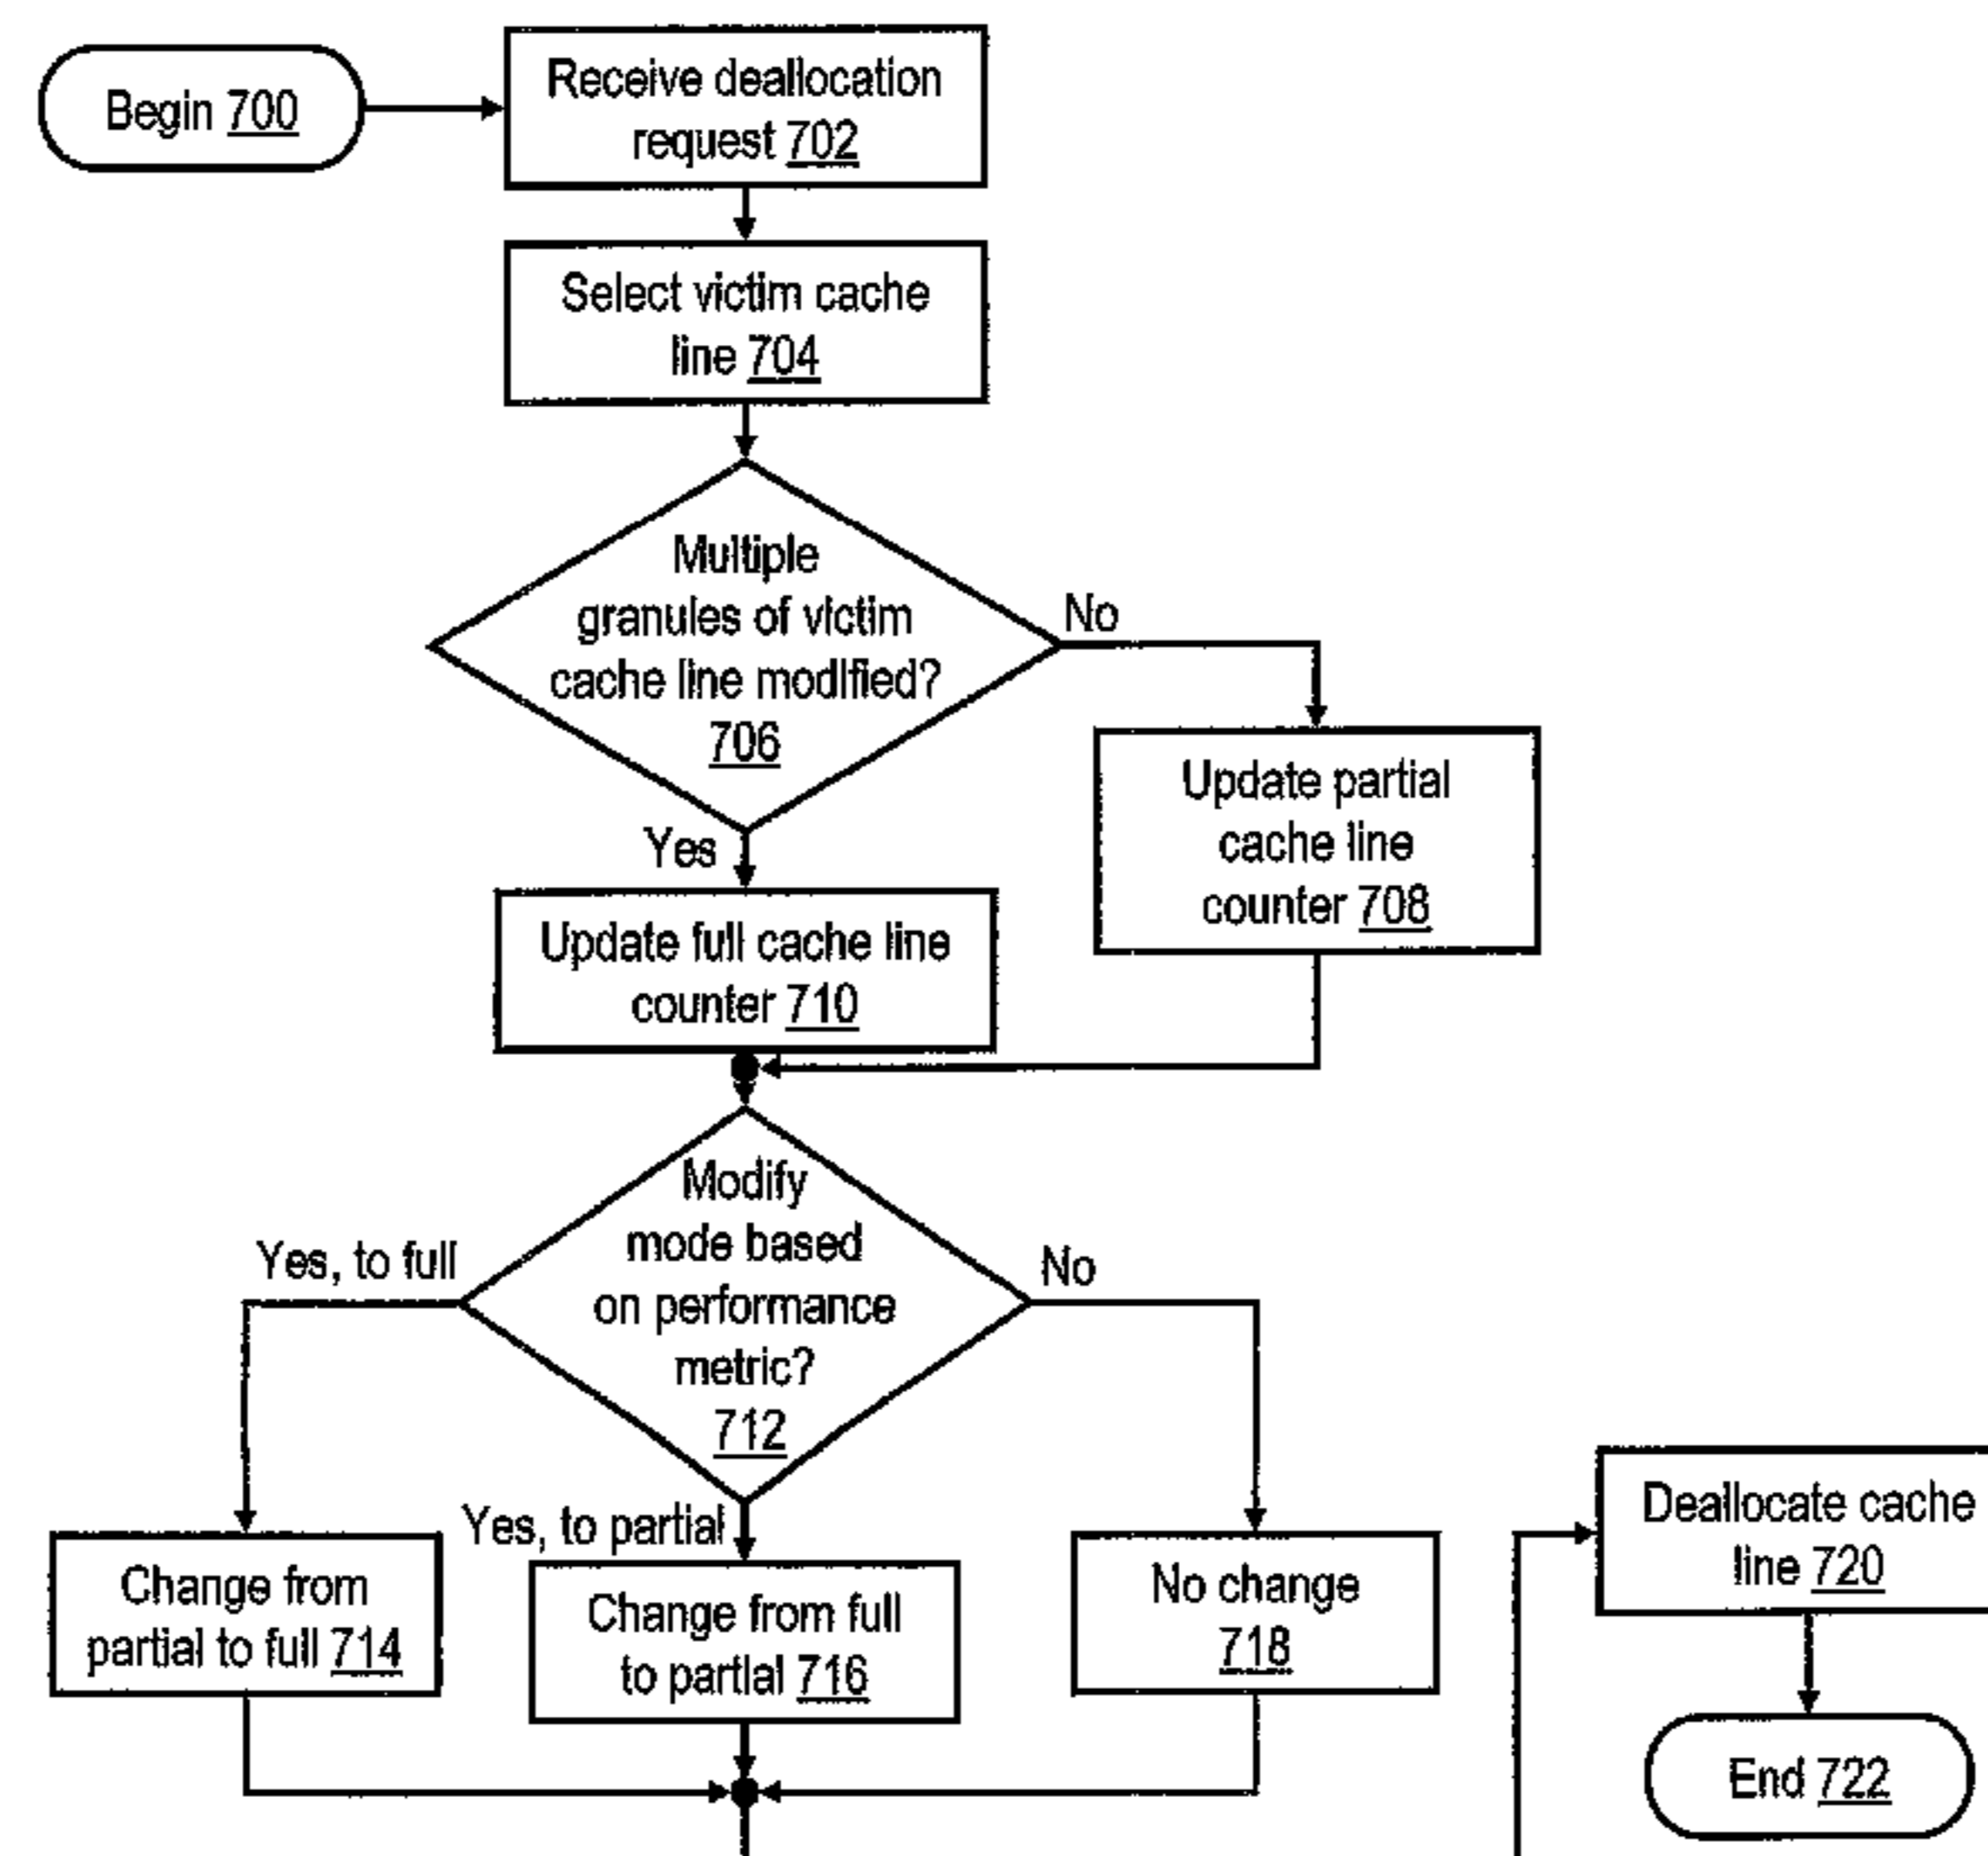 Begin 700
Receive deallocation
request 702
Select victim cache
line 704
Multiple
granules of victim
cache line modified?
706
No
Yes
Update partial
cache line
counter 708
Update full cache line
counter 710
Modify
mode based
on performance
metric?
712
Yes, to full
Yes, to partial
No
Change from
partial to full 714
Change from full
to partial 716
No change
718
Deallocate cache
line 720
End 722